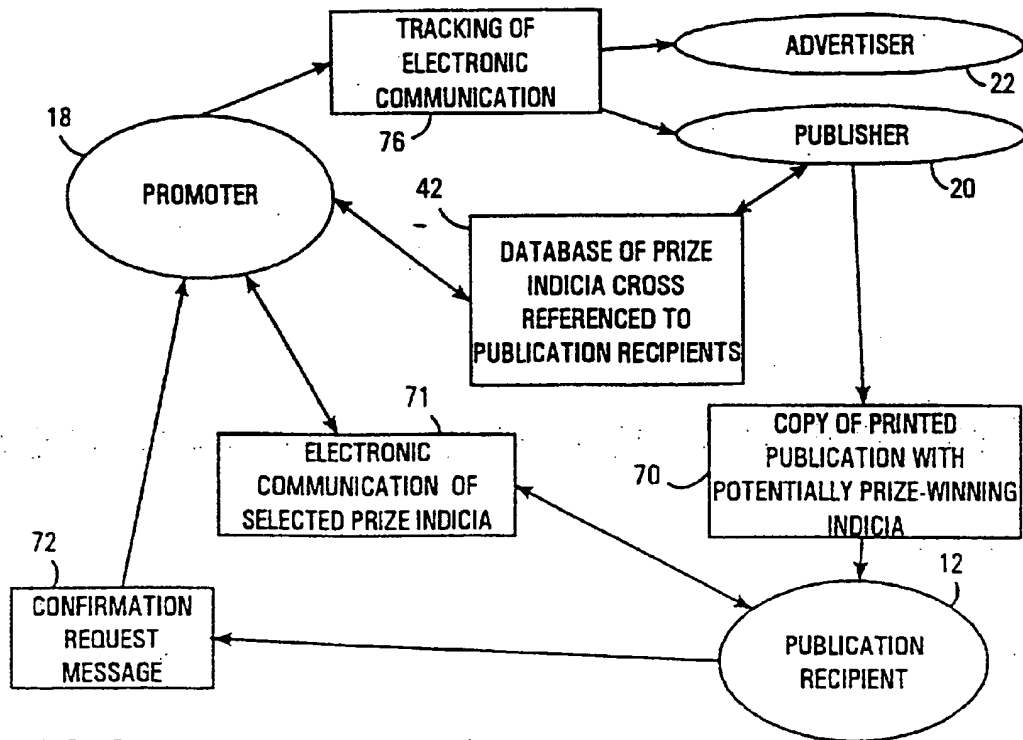 TRACKING OF
ELECTRONIC
COMMUNICATION
76
ADVERTISER
22
18
PROMOTER
PUBLISHER
20
42
DATABASE OF PRIZE
INDICIA CROSS
REFERENCED TO
PUBLICATION RECIPIENTS
71
ELECTRONIC
COMMUNICATION OF
SELECTED PRIZE INDICIA
70
COPY OF PRINTED
PUBLICATION WITH
POTENTIALLY PRIZE-WINNING
INDICIA
72
CONFIRMATION
REQUEST
MESSAGE
12
PUBLICATION
RECIPIENT